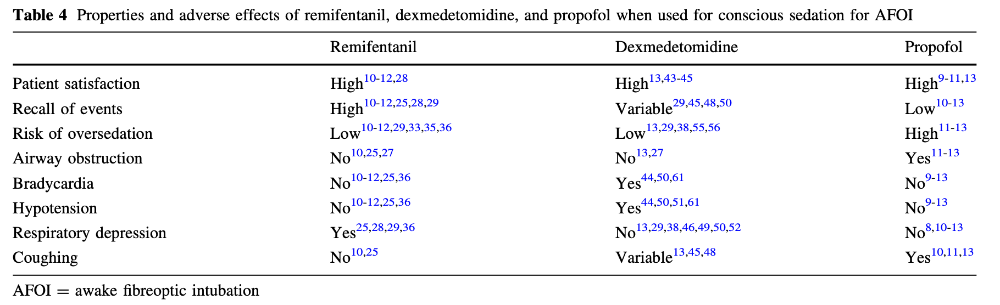 Table 4 Properties and adverse effects of remifentanil, dexmedetomidine, and propofol when used for conscious sedation for AFOI
Remifentanil Dexmedetomidine Propofol
Patient satisfaction High10-12,28 High13,43-45 High9-11,13
Recall of events High10-12,25,28,29 Variable29,45,48,50 Low10-13
Risk of oversedation Low10-12,29,33,35,36 Low13,29,38,55,56 High11-13
Airway obstruction No10,25,27 No13,27 Yes11-13
Bradycardia No10-12,25,36 Yes44,50,61 No9-13
Hypotension No10-12,25,36 Yes44,50,51,61 No9-13
Respiratory depression Yes25,28,29,36 No13,29,38,46,49,50,52 No8,10-13
Coughing No10,25 Variable13,45,48 Yes10,11,13
AFOI = awake fibreoptic intubation